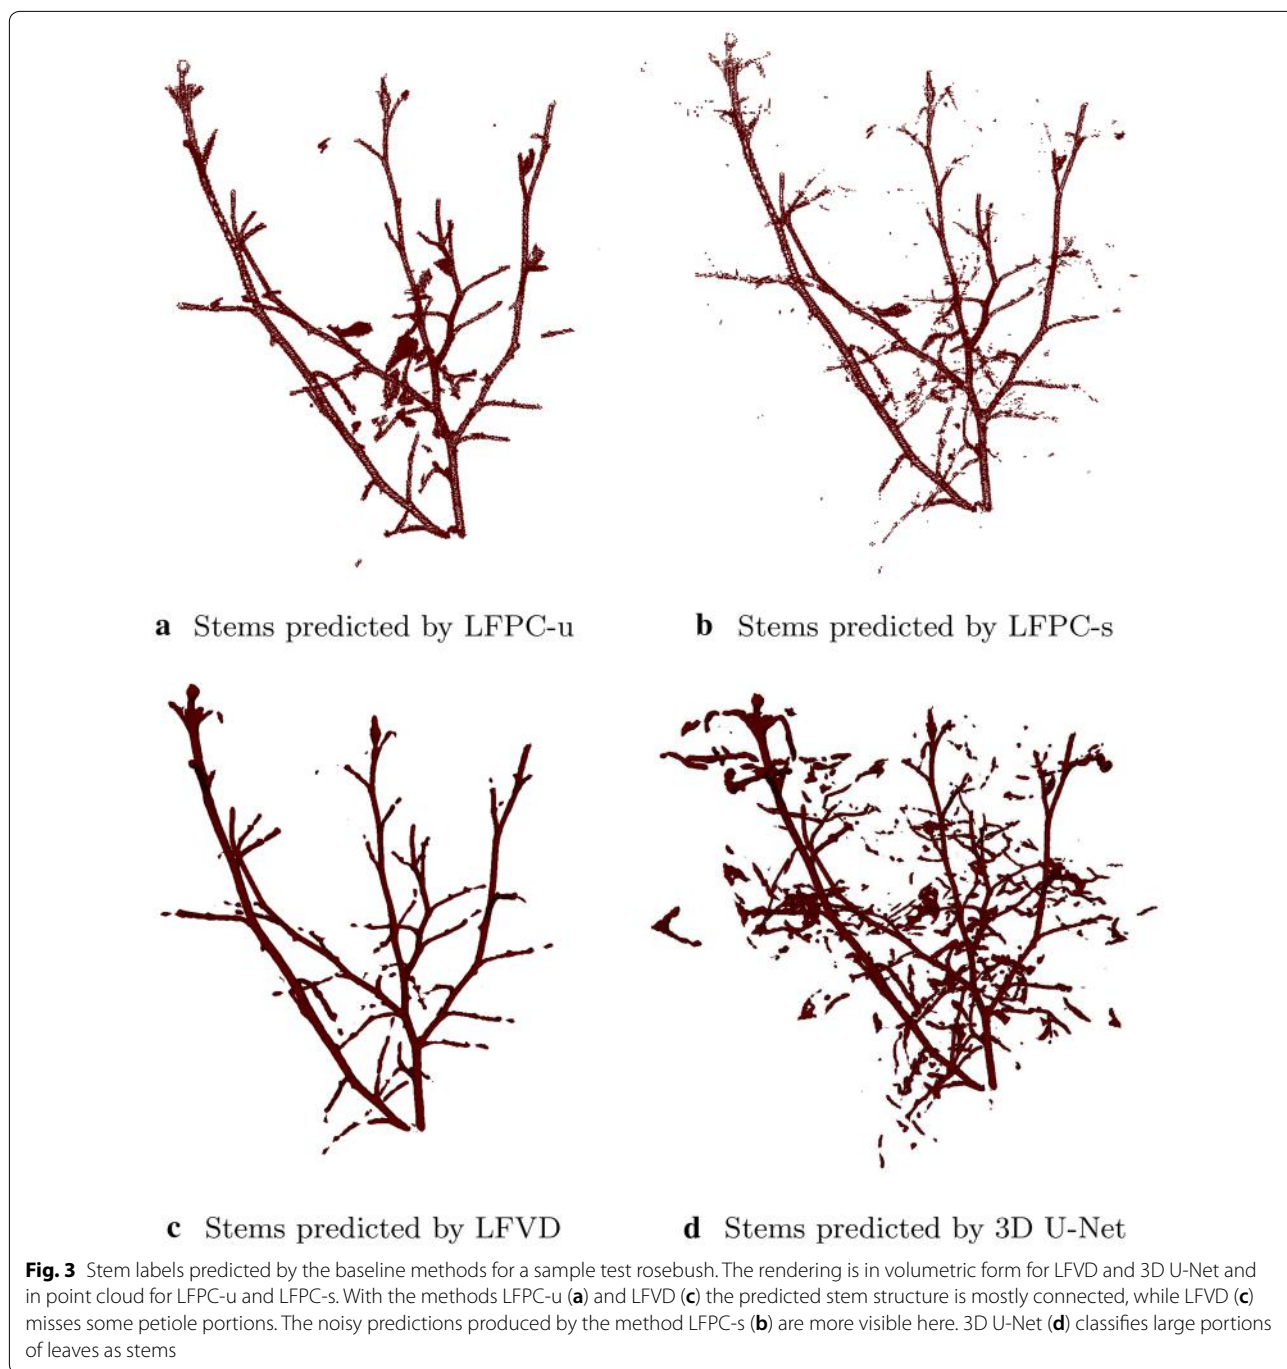 a Stems predicted by LFPC-u
b Stems predicted by LFPC-s
c Stems predicted by LFVD
d Stems predicted by 3D U-Net
Fig. 3 Stem labels predicted by the baseline methods for a sample test rosebush. The rendering is in volumetric form for LFVD and 3D U-Net and
in point cloud for LFPC-u and LFPC-s. With the methods LFPC-u (a) and LFVD (c) the predicted stem structure is mostly connected, while LFVD (c)
misses some petiole portions. The noisy predictions produced by the method LFPC-s (b) are more visible here. 3D U-Net (d) classifies large portions
of leaves as stems